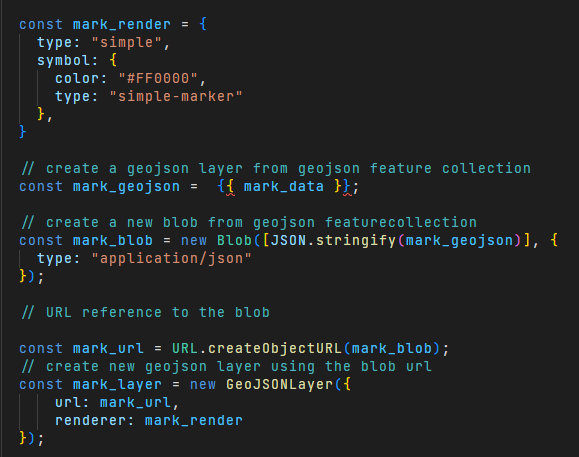 const mark_render = {
  type: "simple",
  symbol: {
    color: "#FF0000",
    type: "simple-marker"
  },
}
// create a geojson layer from geojson feature collection
const mark_geojson =  {{ mark_data }};
// create a new blob from geojson featurecollection
const mark_blob = new Blob([JSON.stringify(mark_geojson)], {
  type: "application/json"
});
// URL reference to the blob
const mark_url = URL.createObjectURL(mark_blob);
// create new geojson layer using the blob url
const mark_layer = new GeoJSONLayer({
    url: mark_url,
    renderer: mark_render
});